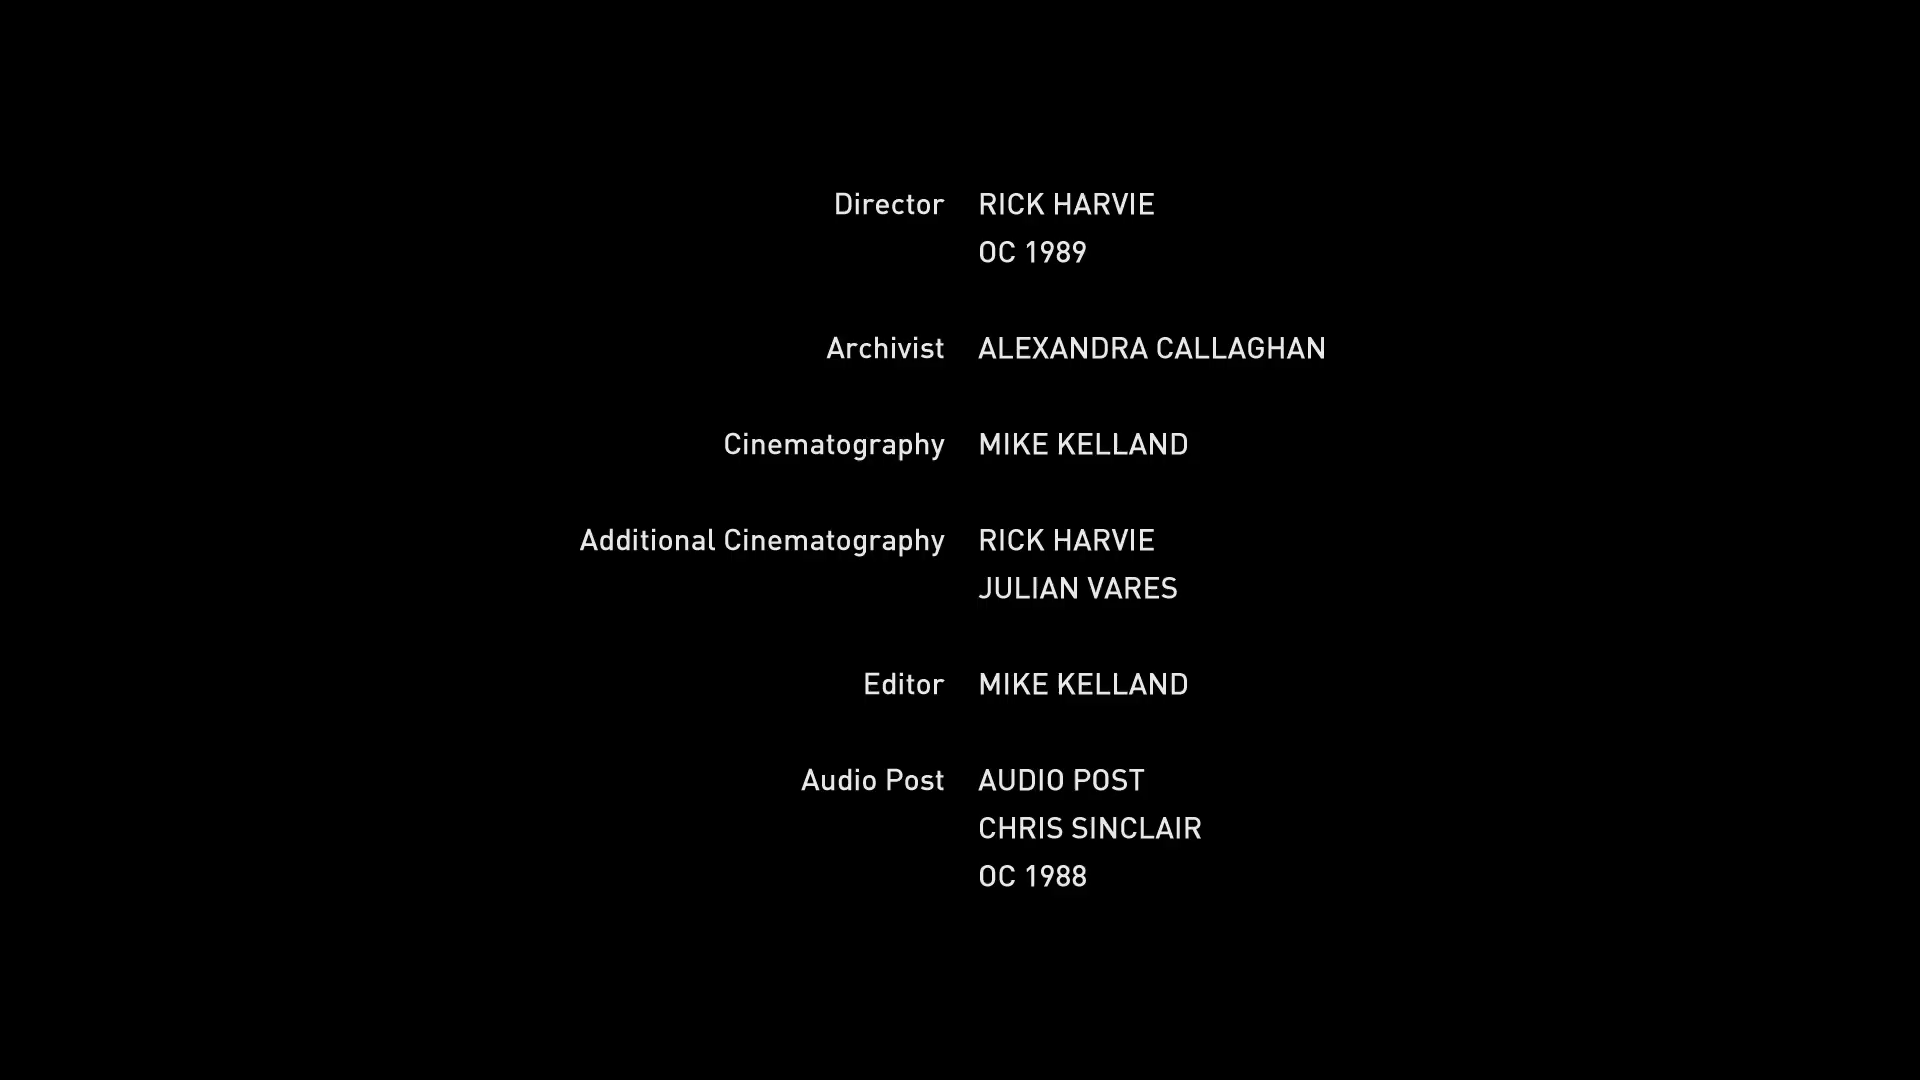 Director RICK HARVIE
OC 1989
Archivist ALEXANDRA CALLAGHAN
Cinematography MIKE KELLAND
Additional Cinematography RICK HARVIE
JULIAN VARES
Editor MIKE KELLAND
Audio Post AUDIO POST
CHRIS SINCLAIR
OC 1988